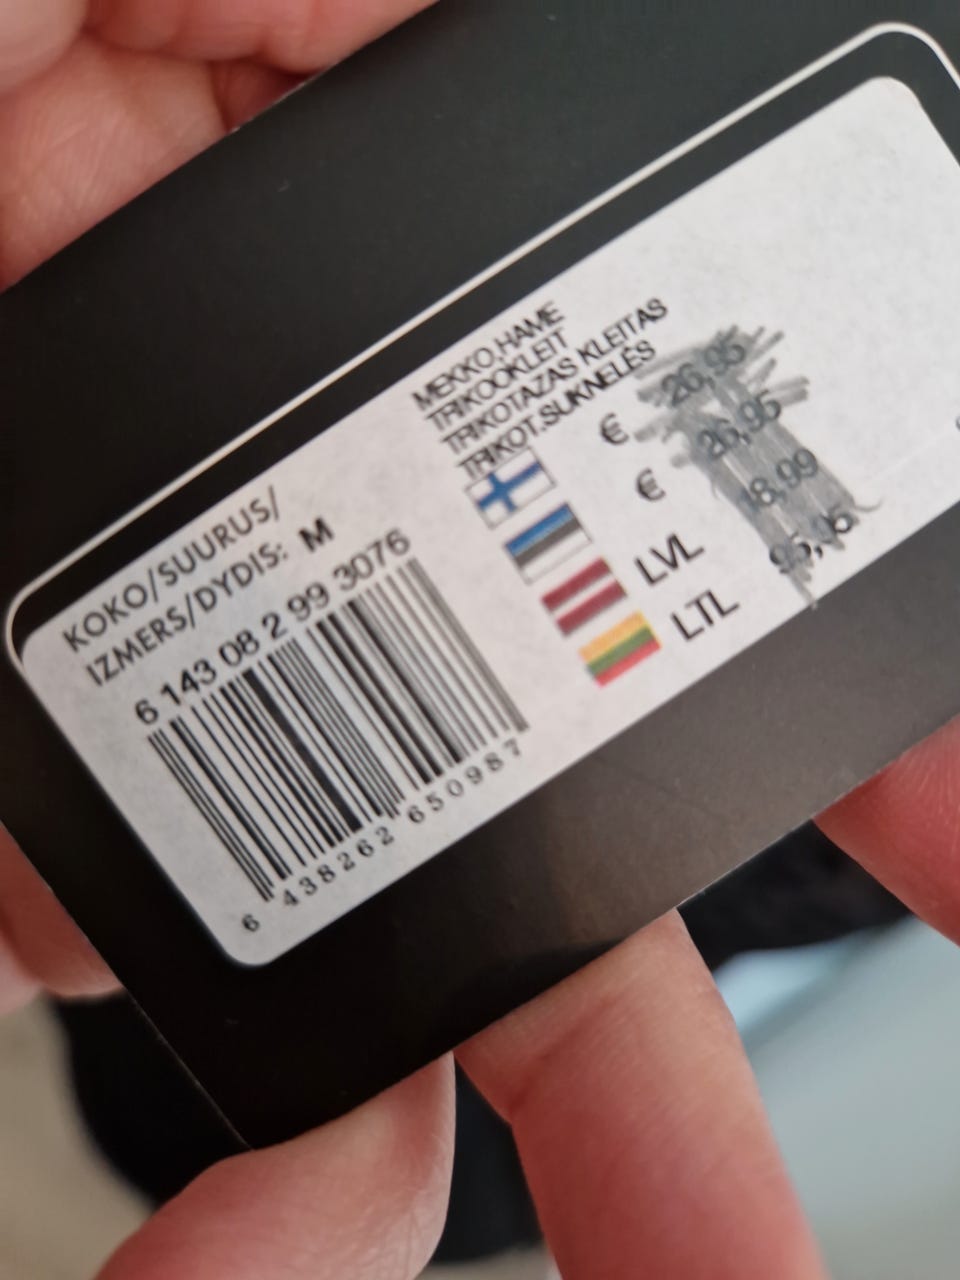 MEKKO,HAME
TRIKOOKLEIT
TRIKOTAZAS KLEITAS
TRIKOT.SUKNELĖS
€ 26,95
€ 26,95
LVL 18,99
LTL
KOKO/SUURUS/
IZMERS/DYDIS: M
6 143 08 2 99 3076
6 438262 650987